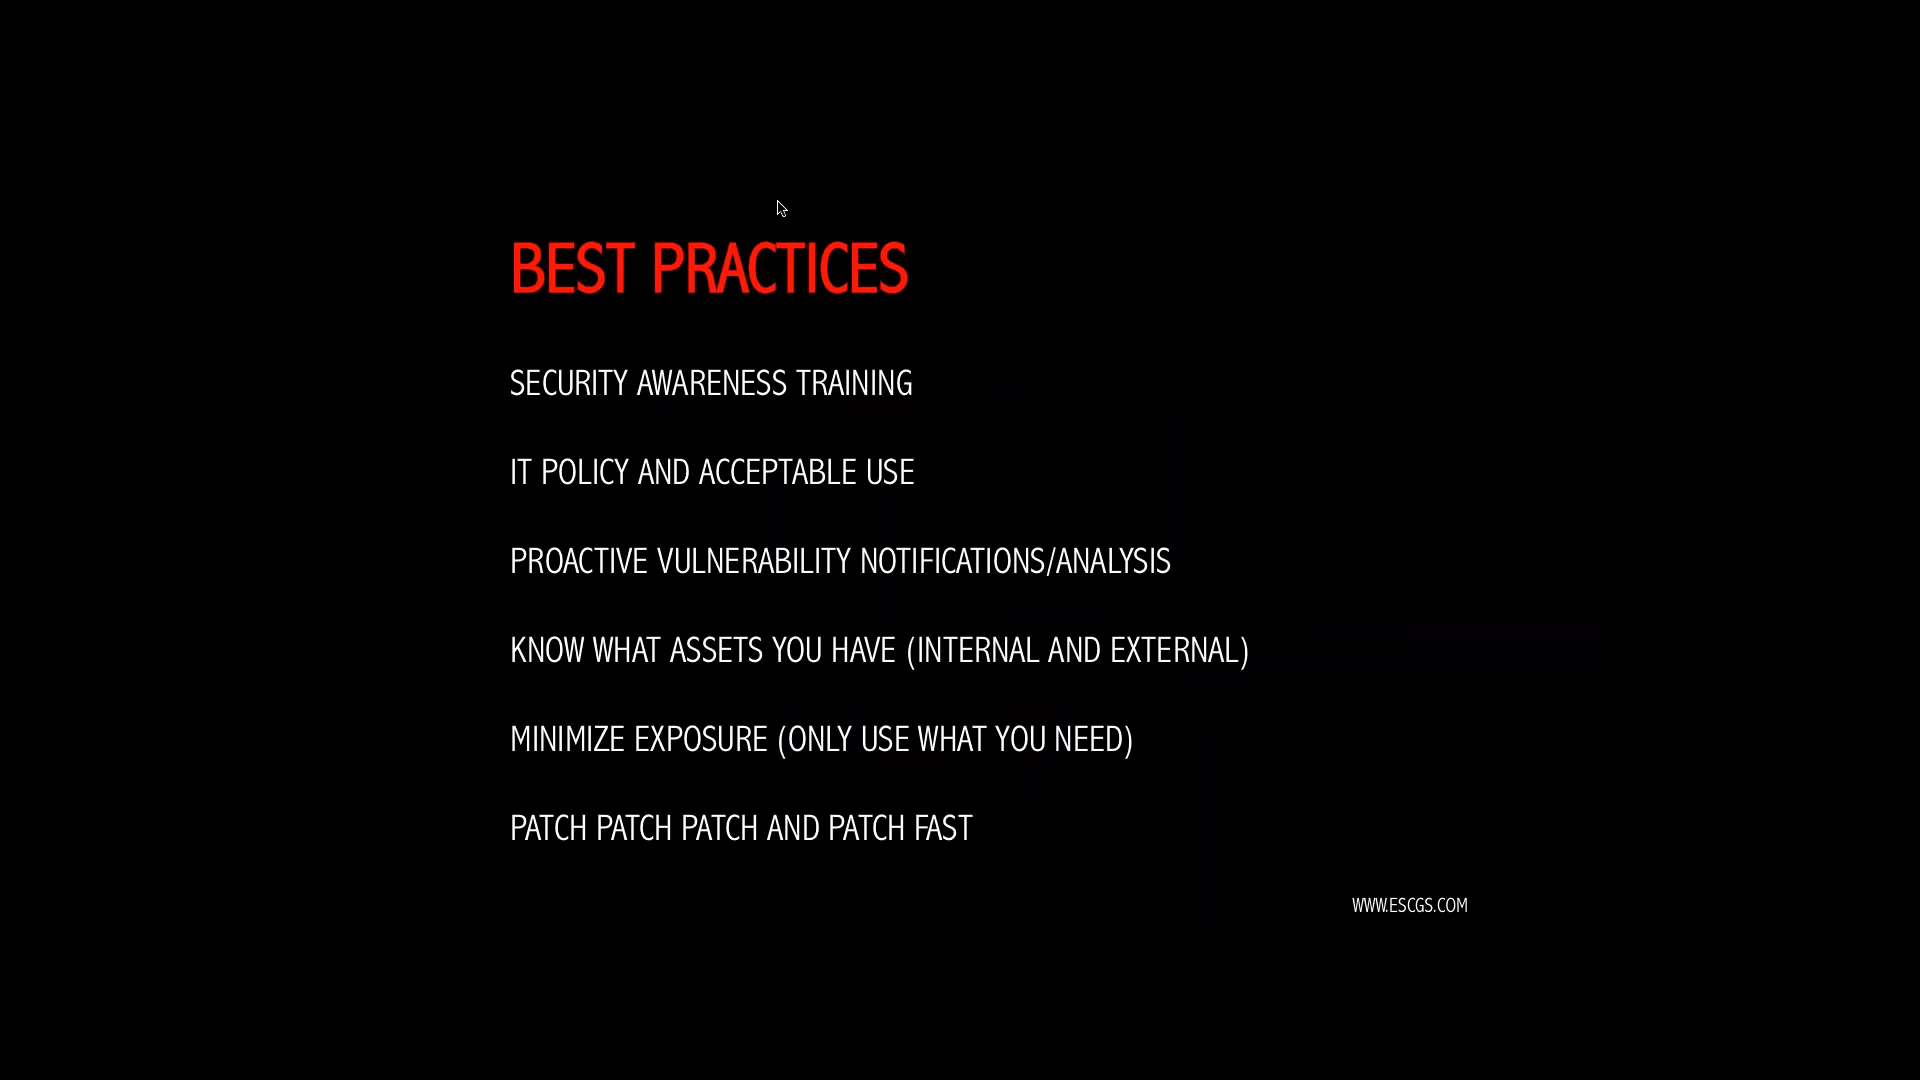 BEST PRACTICES
SECURITY AWARENESS TRAINING
IT POLICY AND ACCEPTABLE USE
PROACTIVE VULNERABILITY NOTIFICATIONS/ANALYSIS
KNOW WHAT ASSETS YOU HAVE (INTERNAL AND EXTERNAL)
MINIMIZE EXPOSURE (ONLY USE WHAT YOU NEED)
PATCH PATCH PATCH AND PATCH FAST
WWW.ESCGS.COM